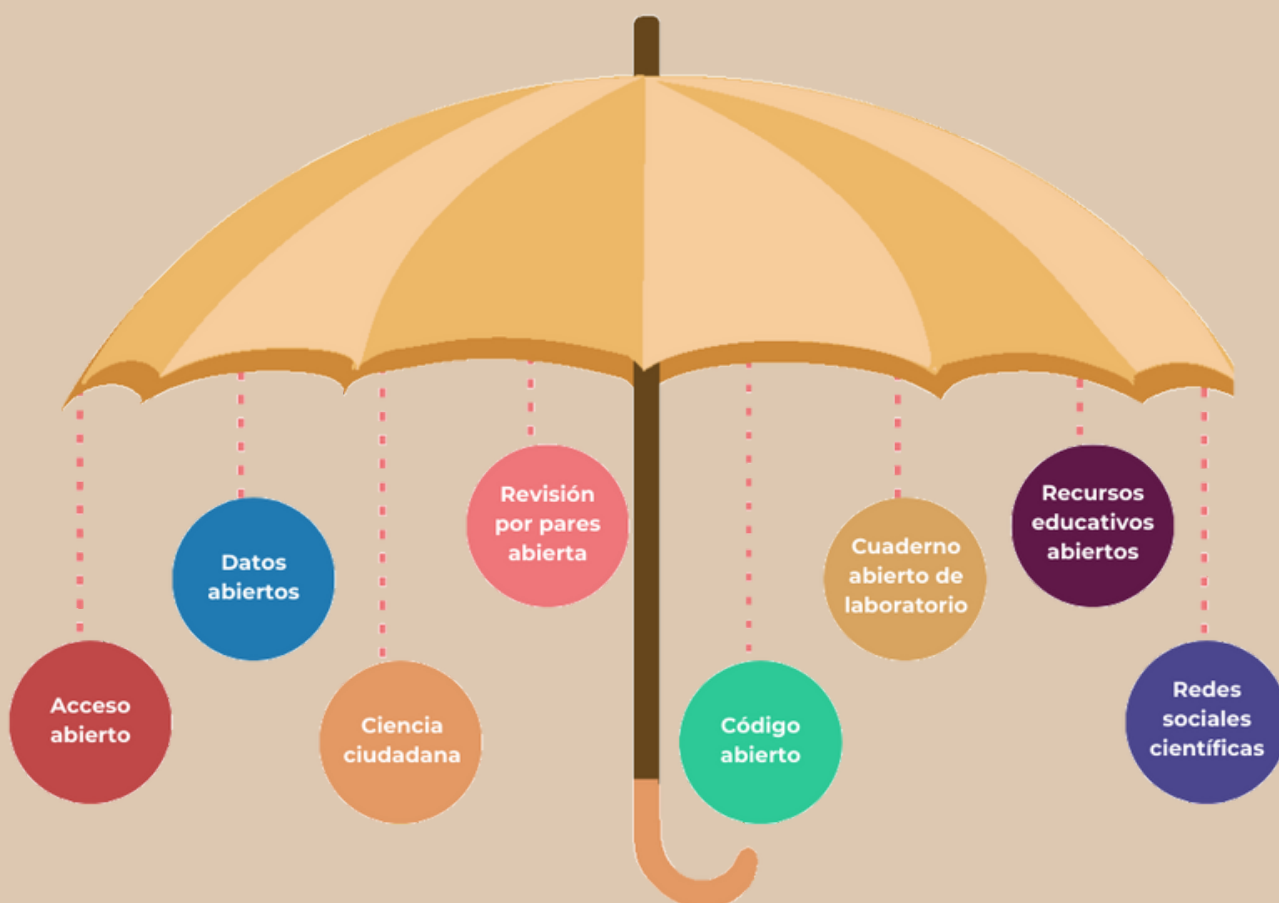 Acceso
abierto
Datos
abiertos
Ciencia
ciudadana
Revisión
por pares
abierta
Código
abierto
Cuaderno
abierto de
laboratorio
Recursos
educativos
abiertos
Redes
sociales
científicas